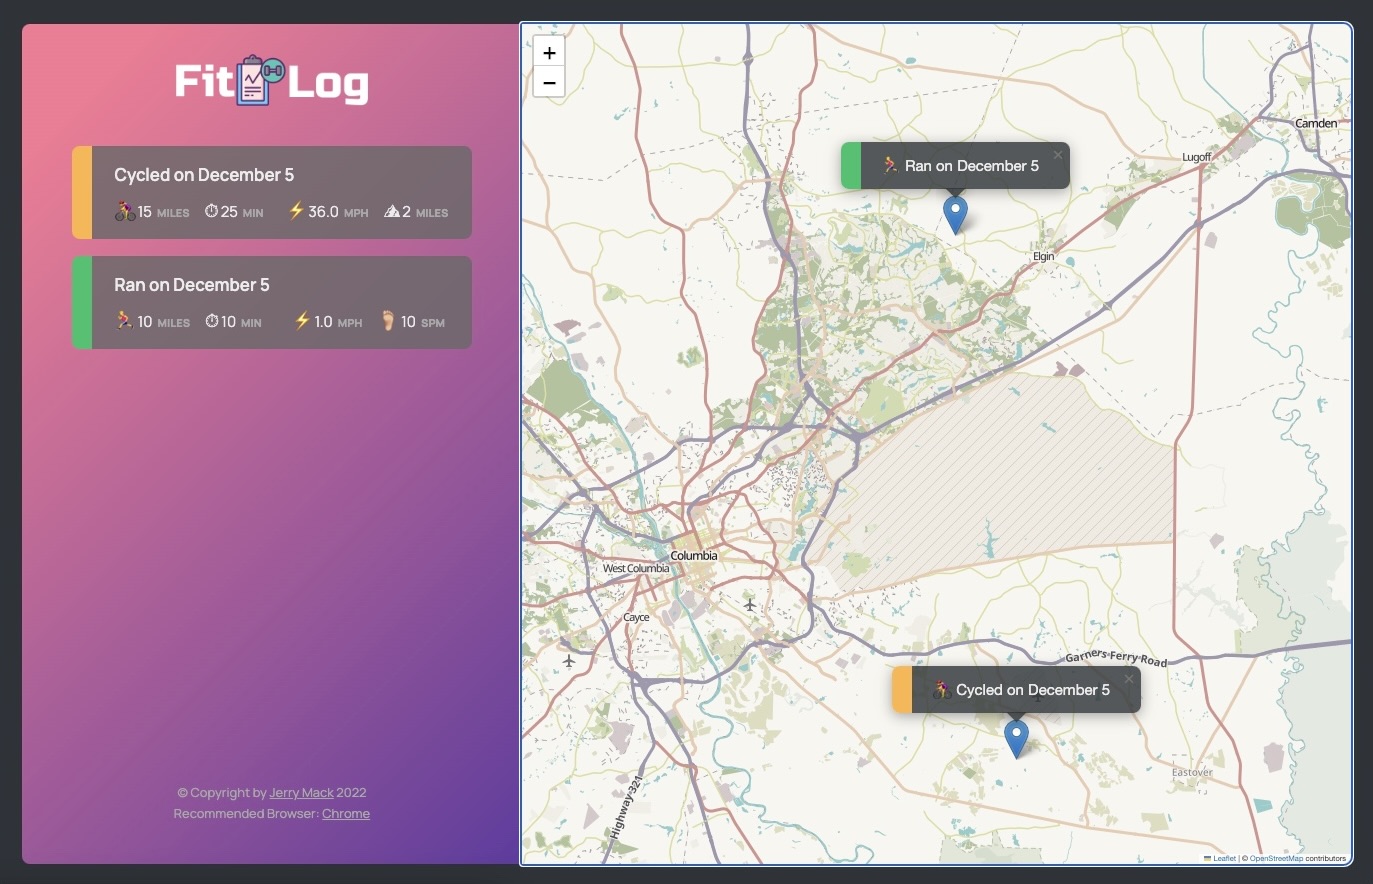 Fit Log
Cycled on December 5
15 MILES 25 MIN 36.0 MPH 2 MILES
Ran on December 5
10 MILES 10 MIN 1.0 MPH 10 SPM
© Copyright by Jerry Mack 2022
Recommended Browser: Chrome
+
−
Camden
Lugoff
Ran on December 5 ×
Elgin
Columbia
West Columbia
Cayce
Garners Ferry Road
Cycled on December 5 ×
Eastover
Highway 321
Leaflet | © OpenStreetMap contributors